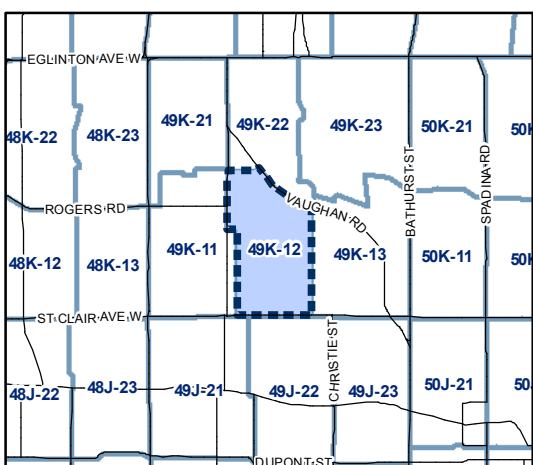 EGLINTON AVE W
48K-22
48K-23
49K-21
49K-22
49K-23
50K-21
50K
ROGERS RD
VAUGHAN RD
BATHURST ST
SPADINA RD
48K-12
48K-13
49K-11
49K-12
49K-13
50K-11
50K
ST CLAIR AVE W
CHRISTIE ST
48J-22
48J-23
49J-21
49J-22
49J-23
50J-21
50J
DUPONT ST